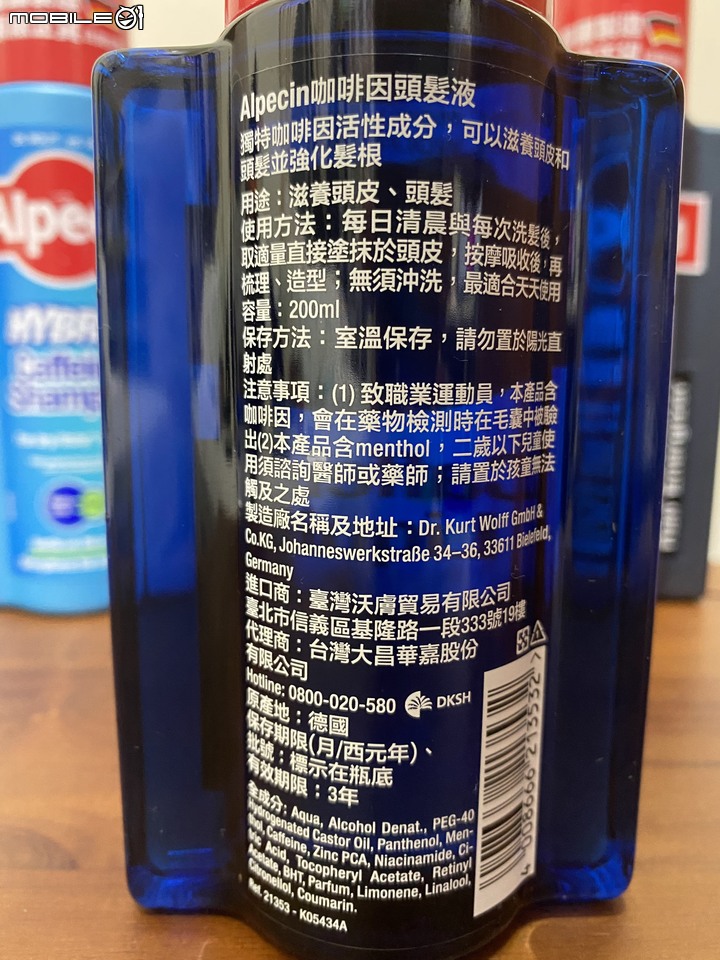 MOBILE01
Alpecin咖啡因頭髮液
獨特咖啡因活性成分，可以滋養頭皮和
頭髮並強化髮根
用途：滋養頭皮、頭髮
使用方法：每日清晨與每次洗髮後，
取適量直接塗抹於頭皮，按摩吸收後，再
梳理、造型；無須沖洗，最適合天天使用
容量：200ml
保存方法：室溫保存，請勿置於陽光直
射處
注意事項：(1) 致職業運動員，本產品含
咖啡因，會在藥物檢測時在毛囊中被驗
出(2)本產品含menthol，二歲以下兒童使
用須諮詢醫師或藥師；請置於孩童無法
觸及之處
製造廠名稱及地址：Dr. Kurt Wolff GmbH &
Co.KG, Johanneswerkstraße 34–36, 33611 Bielefeld,
Germany
進口商：臺灣沃膚貿易有限公司
臺北市信義區基隆路一段333號19樓
代理商：台灣大昌華嘉股份
有限公司
Hotline: 0800-020-580 DKSH
原產地：德國
保存期限(月/西元年)、
批號：標示在瓶底
有效期限：3年
全成分: Aqua, Alcohol Denat., PEG-40
Hydrogenated Castor Oil, Panthenol, Men-
thol, Caffeine, Zinc PCA, Niacinamide, Ci-
tric Acid, Tocopheryl Acetate, Retinyl
Acetate, BHT, Parfum, Limonene, Linalool,
Citronellol, Coumarin.
Ref. 21353 - K05434A
4 008666 213532 >
Alpe
HYBR
Caffein
Shamp